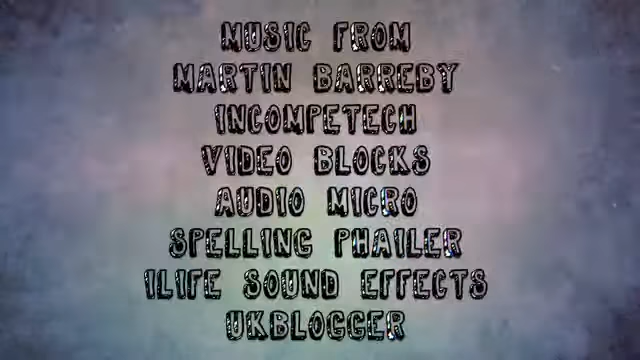 MUSIC FROM
MARTIN BARREBY
INCOMPETECH
VIDEO BLOCKS
AUDIO MICRO
SPELLING PHAILER
ILIFE SOUND EFFECTS
UKBLOGGER